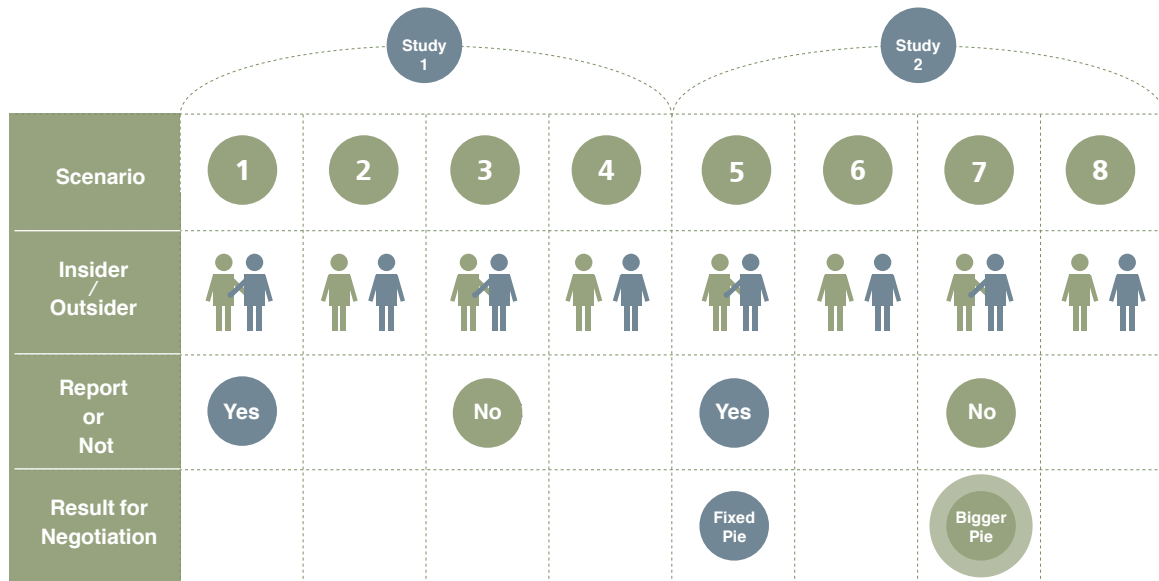 Study
1
Study
2
Scenario
1
2
3
4
5
6
7
8
Insider
/
Outsider
Report
or
Not
Yes
No
Yes
No
Result for
Negotiation
Fixed
Pie
Bigger
Pie